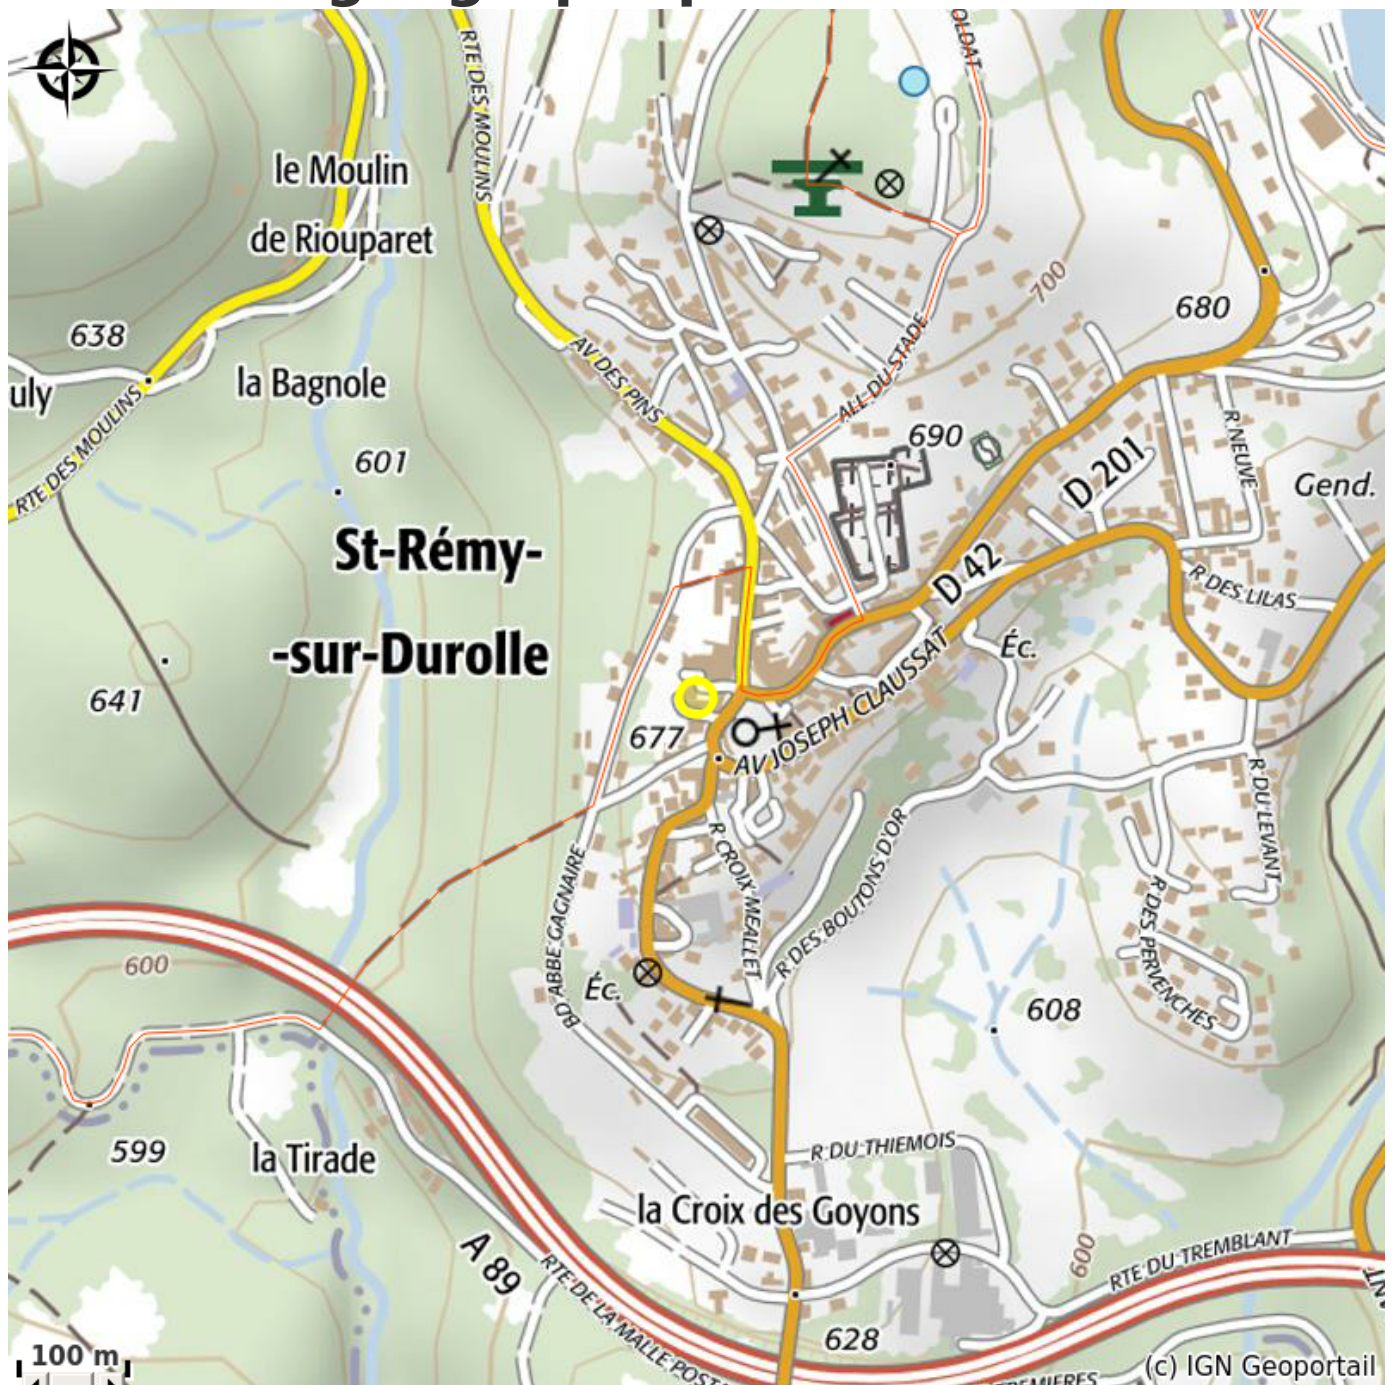 RTE DES MOULINS
OLDAT
le Moulin
de Riouparet
638
uly
la Bagnole
RTE DES MOULINS
601
AV DES PINS
ALL DU STADE
700
680
690
D 201
R NEUVE
Gend.
St-Rémy-
-sur-Durolle
D 42
R DES LILAS
641
677
Éc.
AV JOSEPH CLAUSSAT
R DU LEVANT
R CROIX MEALLET
R DES BOUTONS D'OR
BD ABBE GAGNAIRE
R DES PERVENCHES
600
Éc.
608
599
la Tirade
R DU THIEMOIS
la Croix des Goyons
A 89
RTE DE LA MALLE POST
600
RTE DU TREMBLANT
628
100 m
(c) IGN Geoportail